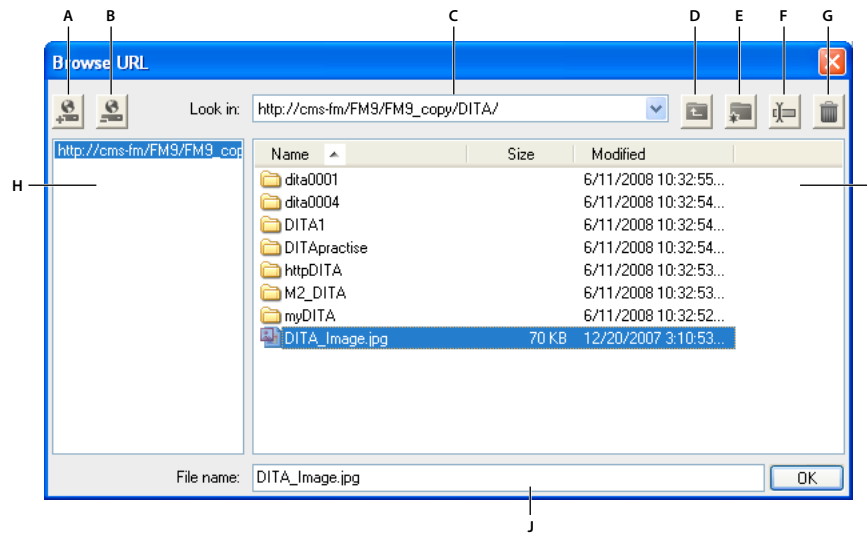 A B C D E F G
Browse URL
Look in: http://cms-fm/FM9/FM9_copy/DITA/
http://cms-fm/FM9/FM9_cop
Name Size Modified
dita0001 6/11/2008 10:32:55...
dita0004 6/11/2008 10:32:54...
DITA1 6/11/2008 10:32:54...
DITApractise 6/11/2008 10:32:54...
httpDITA 6/11/2008 10:32:53...
M2_DITA 6/11/2008 10:32:53...
myDITA 6/11/2008 10:32:52...
DITA_Image.jpg 70 KB 12/20/2007 3:10:53...
H
File name: DITA_Image.jpg OK
J